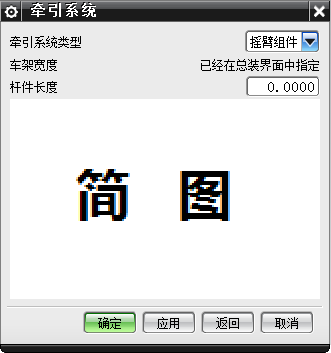 牵引系统
牵引系统类型 摇臂组件
车架宽度 已经在总装界面中指定
杆件长度 0.0000
简 图
确定 应用 返回 取消